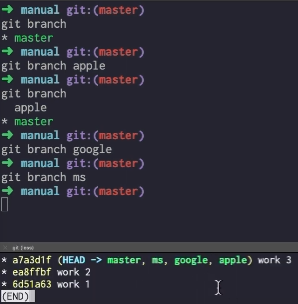 ➜ manual git:(master)
git branch
* master
➜ manual git:(master)
git branch apple
➜ manual git:(master)
git branch
apple
* master
➜ manual git:(master)
git branch google
➜ manual git:(master)
git branch ms
➜ manual git:(master)
* a7a3d1f (HEAD -> master, ms, google, apple) work 3
* ea8ffbf work 2
* 6d51a63 work 1
(END)